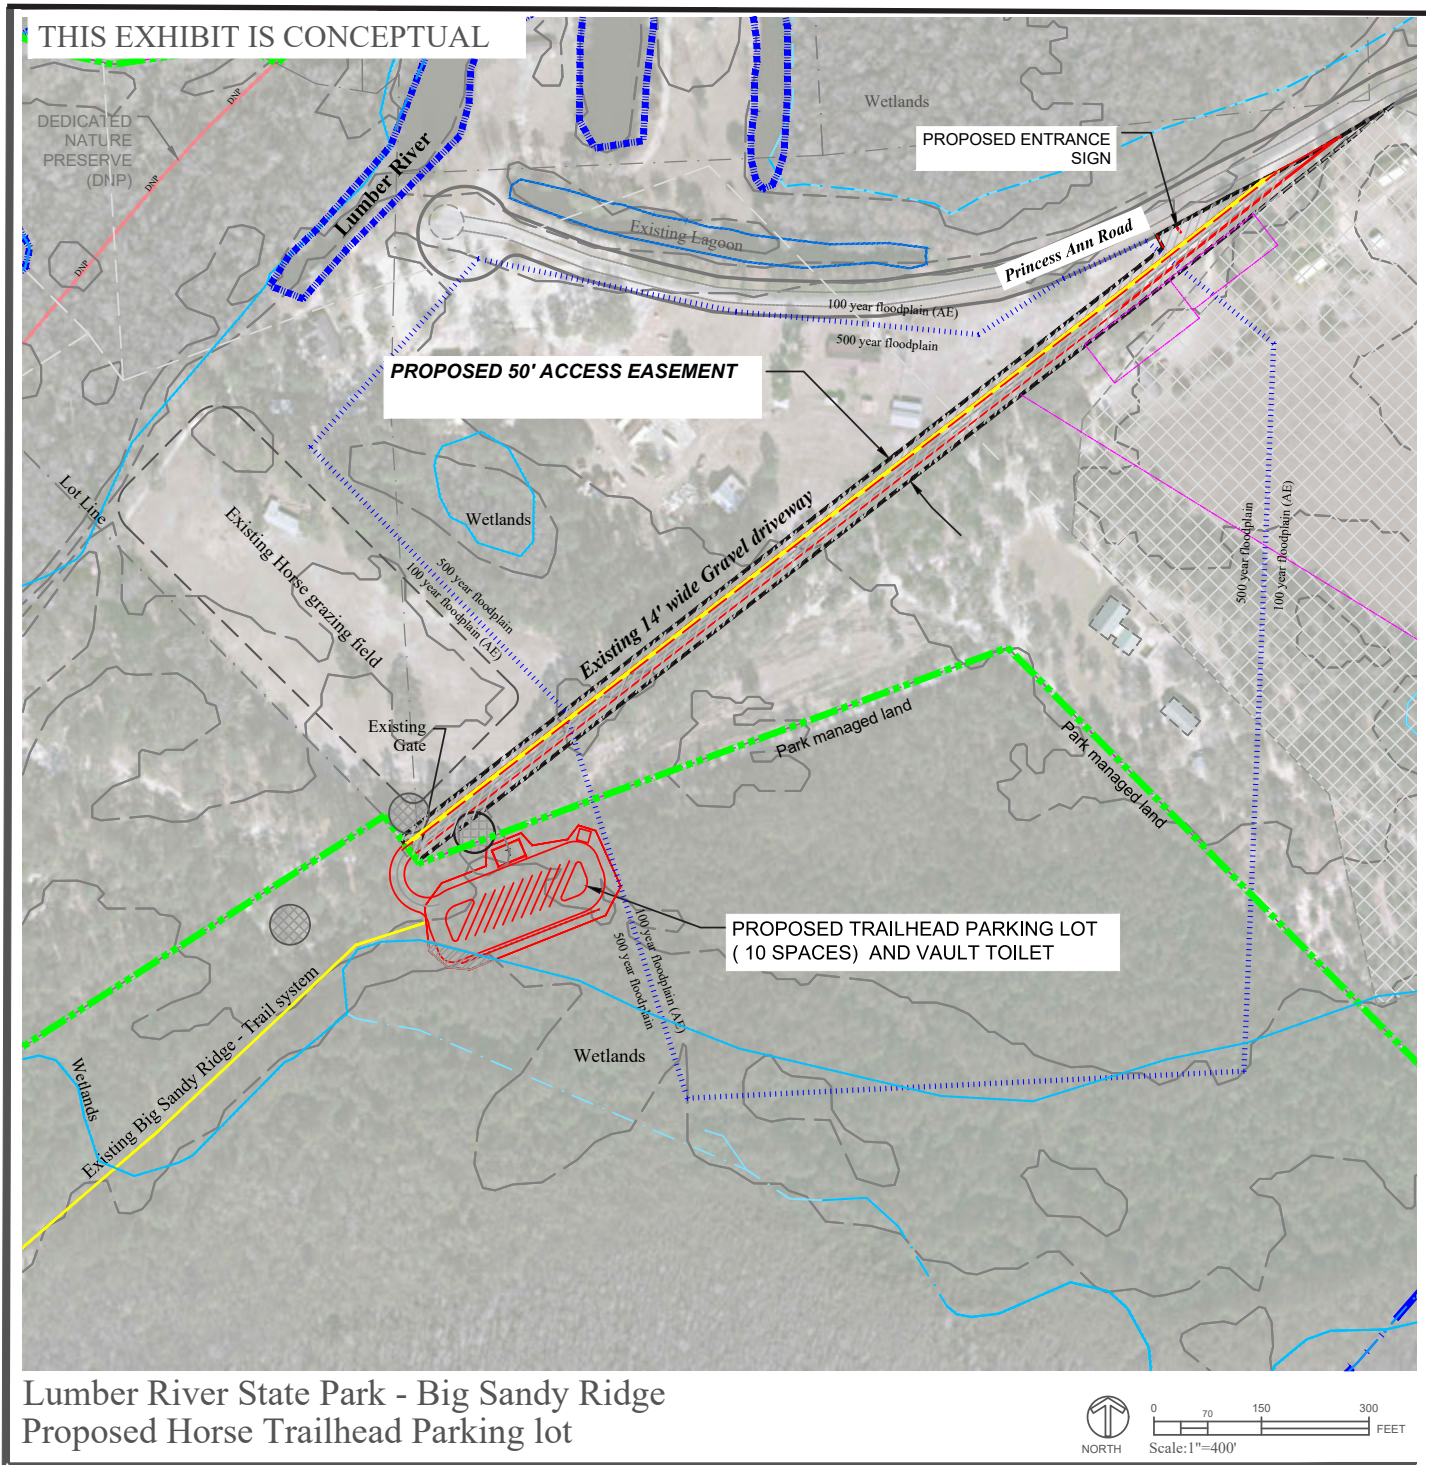 THIS EXHIBIT IS CONCEPTUAL
DEDICATED
NATURE
PRESERVE
(DNP)
DNP
DNP
DNP
Lumber River
Wetlands
PROPOSED ENTRANCE
SIGN
Existing Lagoon
Princess Ann Road
100 year floodplain (AE)
500 year floodplain
PROPOSED 50' ACCESS EASEMENT
Lot Line
Existing Horse grazing field
Wetlands
500 year floodplain
100 year floodplain (AE)
Existing 14' wide Gravel driveway
500 year floodplain
100 year floodplain (AE)
Existing
Gate
Park managed land
Park managed land
PROPOSED TRAILHEAD PARKING LOT
( 10 SPACES) AND VAULT TOILET
100 year floodplain (AE)
500 year floodplain
Existing Big Sandy Ridge - Trail system
Wetlands
Wetlands
Lumber River State Park - Big Sandy Ridge
Proposed Horse Trailhead Parking lot
NORTH
0 70 150 300
FEET
Scale:1"=400'